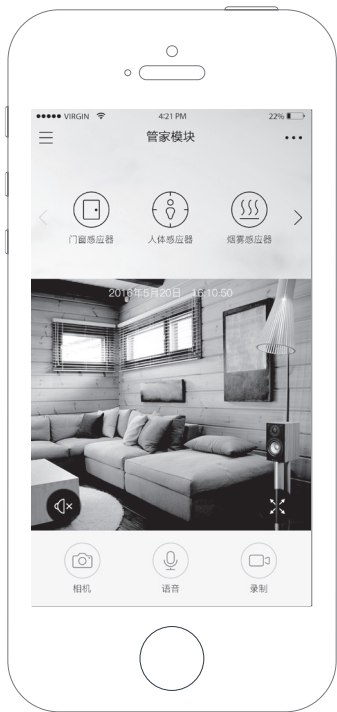 VIRGIN 4:21 PM 22%
管家模块
门窗感应器 人体感应器 烟雾感应器
2016年5月20日 16:10:50
相机 语音 录制